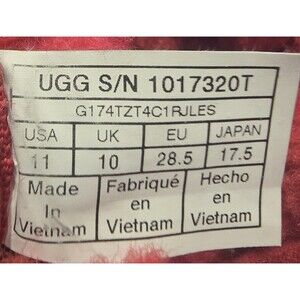 UGG S/N 1017320T
G174TZT4C1RJLES
USA UK EU JAPAN
11 10 28.5 17.5
Made Fabriqué Hecho
In en en
Vietnam Vietnam Vietnam